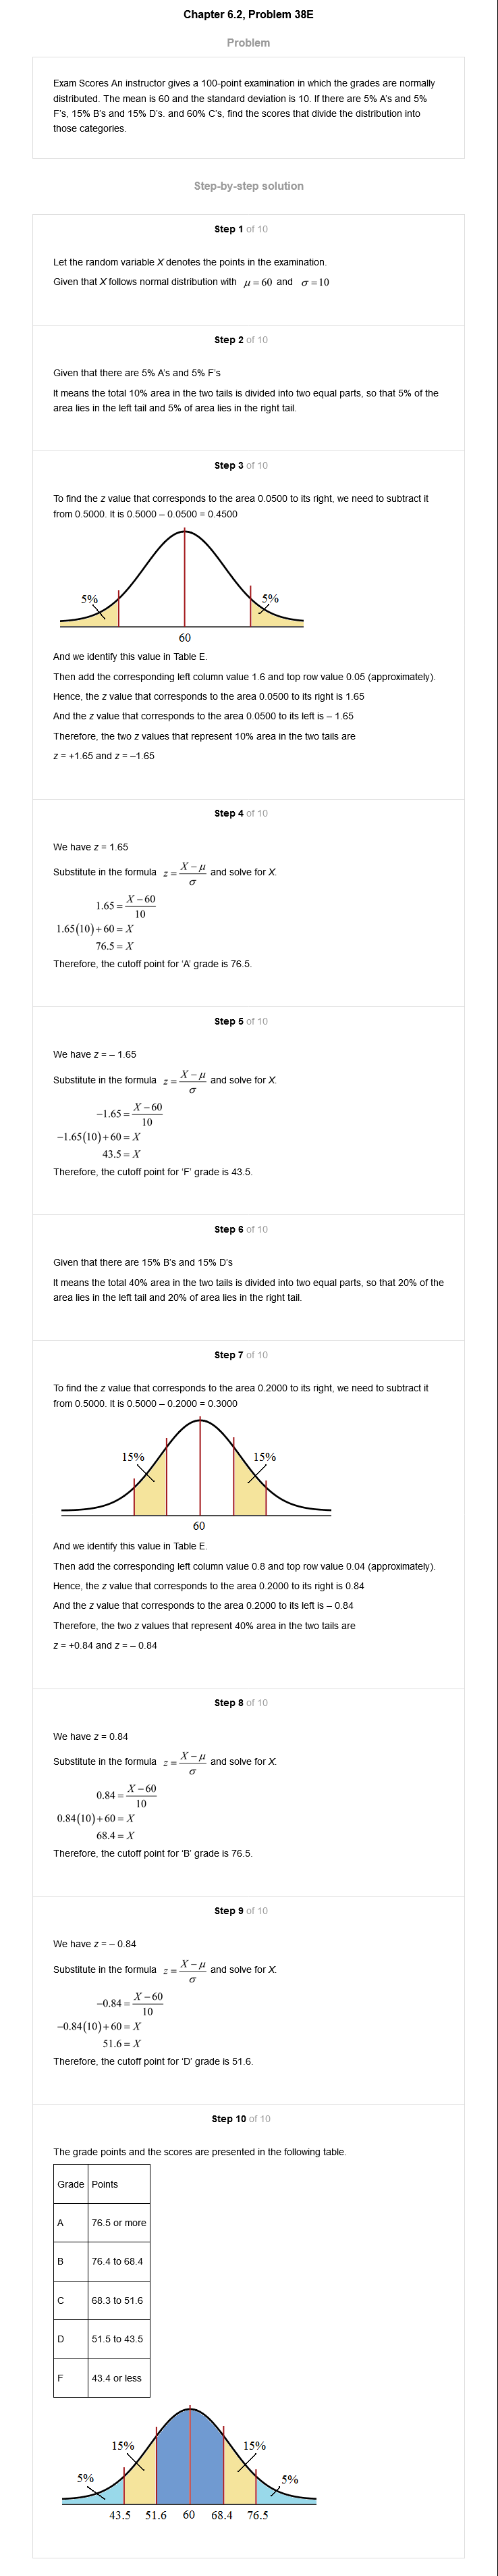 Chapter 6.2, Problem 38E
Problem
Exam Scores An instructor gives a 100-point examination in which the grades are normally
distributed. The mean is 60 and the standard deviation is 10. If there are 5% A's and 5%
F's, 15% B's and 15% D's. and 60% C's, find the scores that divide the distribution into
those categories.
Step-by-step solution
Step 1 of 10
Let the random variable X denotes the points in the examination.
Given that X follows normal distribution with μ = 60 and σ = 10
Step 2 of 10
Given that there are 5% A's and 5% F's
It means the total 10% area in the two tails is divided into two equal parts, so that 5% of the
area lies in the left tail and 5% of area lies in the right tail.
Step 3 of 10
To find the z value that corresponds to the area 0.0500 to its right, we need to subtract it
from 0.5000. It is 0.5000 – 0.0500 = 0.4500
5% 5%
60
And we identify this value in Table E.
Then add the corresponding left column value 1.6 and top row value 0.05 (approximately).
Hence, the z value that corresponds to the area 0.0500 to its right is 1.65
And the z value that corresponds to the area 0.0500 to its left is – 1.65
Therefore, the two z values that represent 10% area in the two tails are
z = +1.65 and z = –1.65
Step 4 of 10
We have z = 1.65
Substitute in the formula z = (X – μ)/σ and solve for X.
1.65 = (X – 60)/10
1.65(10) + 60 = X
76.5 = X
Therefore, the cutoff point for 'A' grade is 76.5.
Step 5 of 10
We have z = – 1.65
Substitute in the formula z = (X – μ)/σ and solve for X.
–1.65 = (X – 60)/10
–1.65(10) + 60 = X
43.5 = X
Therefore, the cutoff point for 'F' grade is 43.5.
Step 6 of 10
Given that there are 15% B's and 15% D's
It means the total 40% area in the two tails is divided into two equal parts, so that 20% of the
area lies in the left tail and 20% of area lies in the right tail.
Step 7 of 10
To find the z value that corresponds to the area 0.2000 to its right, we need to subtract it
from 0.5000. It is 0.5000 – 0.2000 = 0.3000
15% 15%
60
And we identify this value in Table E.
Then add the corresponding left column value 0.8 and top row value 0.04 (approximately).
Hence, the z value that corresponds to the area 0.2000 to its right is 0.84
And the z value that corresponds to the area 0.2000 to its left is – 0.84
Therefore, the two z values that represent 40% area in the two tails are
z = +0.84 and z = – 0.84
Step 8 of 10
We have z = 0.84
Substitute in the formula z = (X – μ)/σ and solve for X.
0.84 = (X – 60)/10
0.84(10) + 60 = X
68.4 = X
Therefore, the cutoff point for 'B' grade is 76.5.
Step 9 of 10
We have z = – 0.84
Substitute in the formula z = (X – μ)/σ and solve for X.
–0.84 = (X – 60)/10
–0.84(10) + 60 = X
51.6 = X
Therefore, the cutoff point for 'D' grade is 51.6.
Step 10 of 10
The grade points and the scores are presented in the following table.
Grade Points
A 76.5 or more
B 76.4 to 68.4
C 68.3 to 51.6
D 51.5 to 43.5
F 43.4 or less
15% 15%
5% 5%
43.5 51.6 60 68.4 76.5